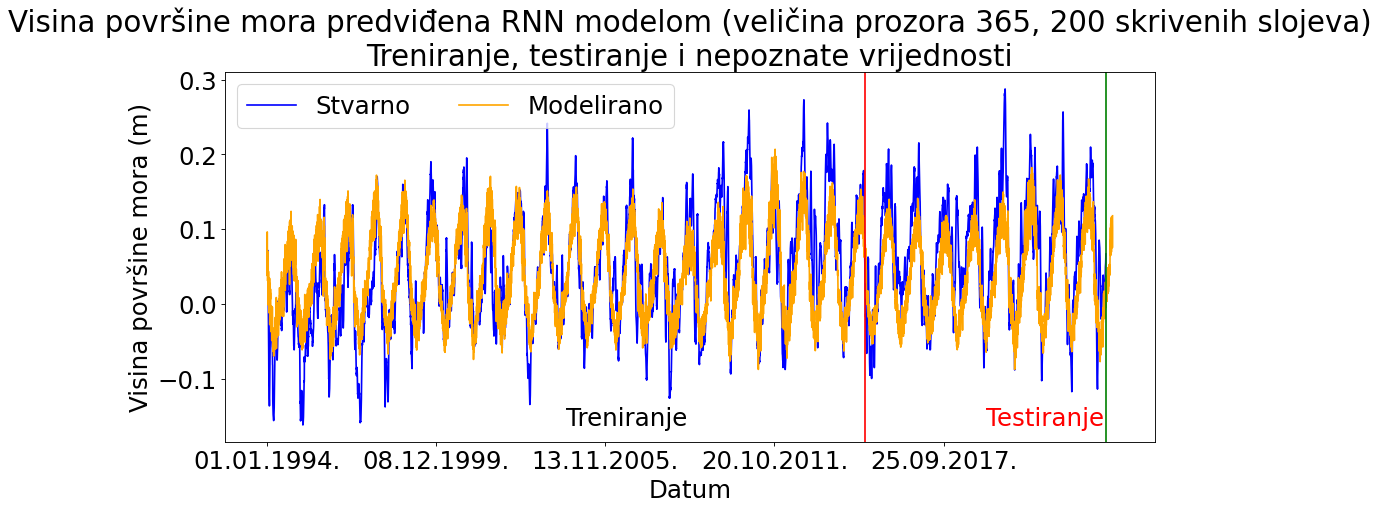 Visina površine mora predviđena RNN modelom (veličina prozora 365, 200 skrivenih slojeva)
Treniranje, testiranje i nepoznate vrijednosti
Stvarno Modelirano
Visina površine mora (m)
0.3
0.2
0.1
0.0
−0.1
Treniranje Testiranje
01.01.1994. 08.12.1999. 13.11.2005. 20.10.2011. 25.09.2017.
Datum